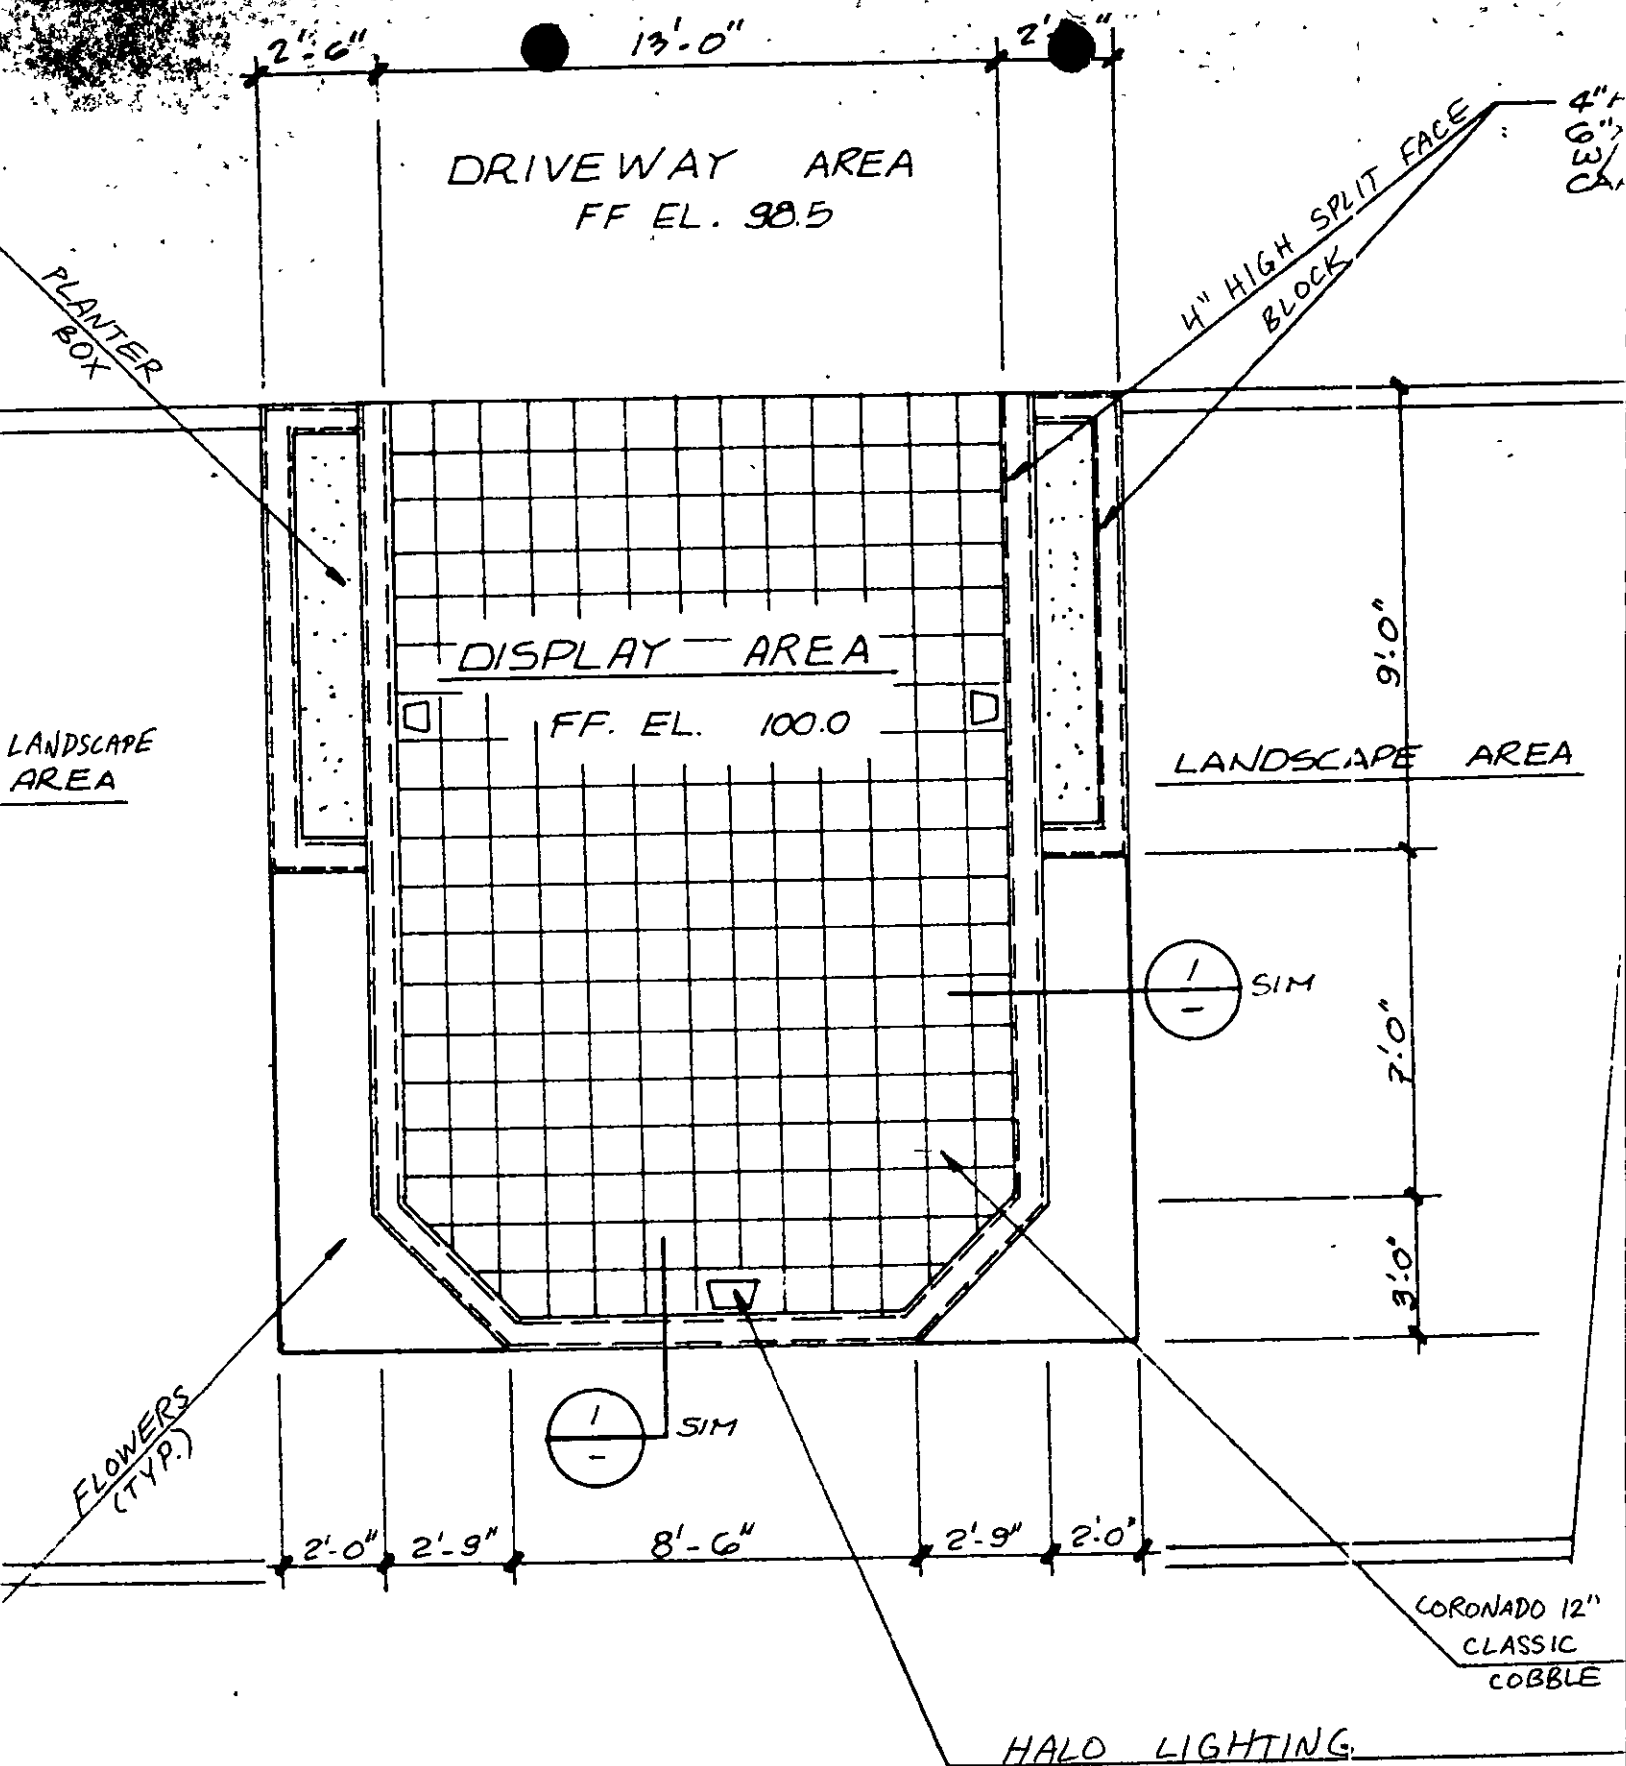 2'-6"
13'-0"
DRIVEWAY AREA
FF EL. 98.5
4" HIGH SPLIT FACE
BLOCK
4"
6"
W/
PLANTER
BOX
DISPLAY AREA
FF. EL. 100.0
LANDSCAPE
AREA
LANDSCAPE AREA
9'-0"
7'-0"
3'-0"
1
-
SIM
1
-
SIM
FLOWERS
(TYP.)
2'-0"
2'-9"
8'-6"
2'-9"
2'-0"
CORONADO 12"
CLASSIC
COBBLE
HALO LIGHTING